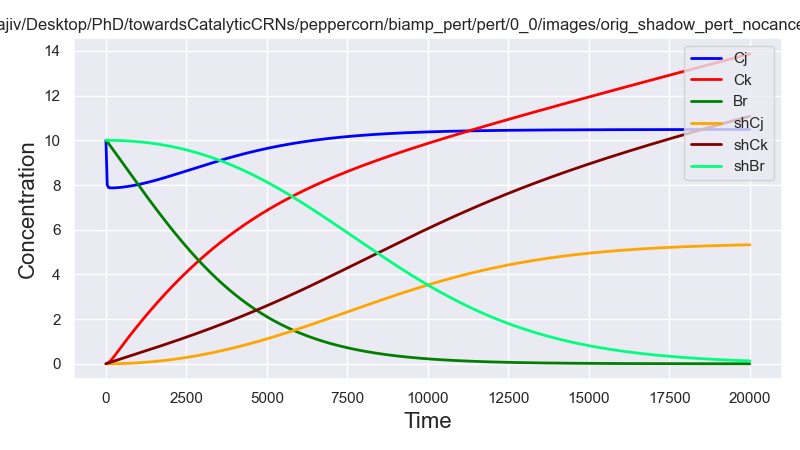 ajiv/Desktop/PhD/towardsCatalyticCRNs/peppercorn/biamp_pert/pert/0_0/images/orig_shadow_pert_nocance
14
12
10
8
6
4
2
0
Concentration
0 2500 5000 7500 10000 12500 15000 17500 20000
Time
Cj
Ck
Br
shCj
shCk
shBr